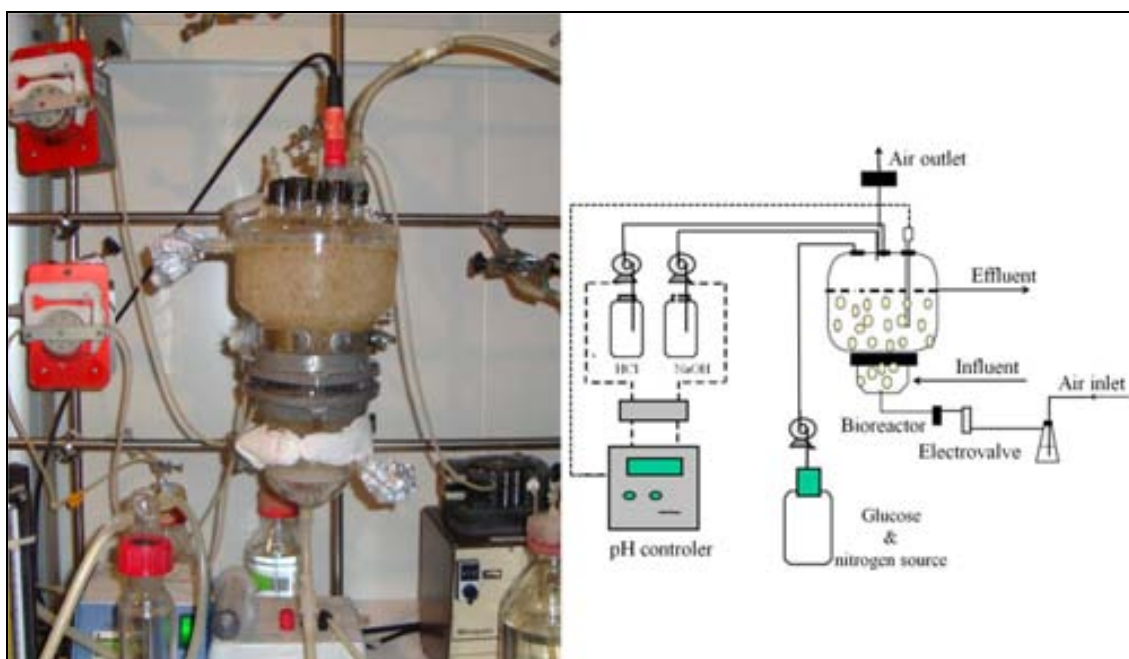 Air outlet
Effluent
HCl
NaOH
Influent
Air inlet
Bioreactor
Electrovalve
Glucose
&
nitrogen source
pH controler